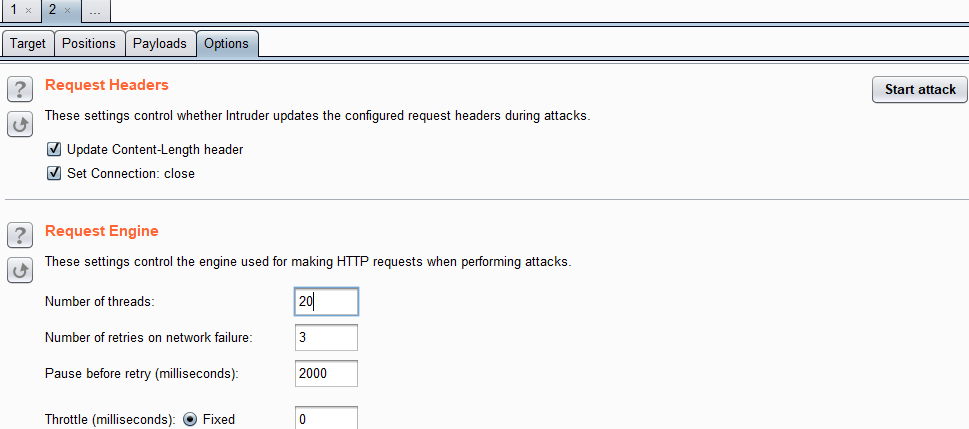 1 × 2 × ...
Target Positions Payloads Options
? Request Headers Start attack
These settings control whether Intruder updates the configured request headers during attacks.
Update Content-Length header
Set Connection: close
? Request Engine
These settings control the engine used for making HTTP requests when performing attacks.
Number of threads: 20
Number of retries on network failure: 3
Pause before retry (milliseconds): 2000
Throttle (milliseconds): Fixed 0